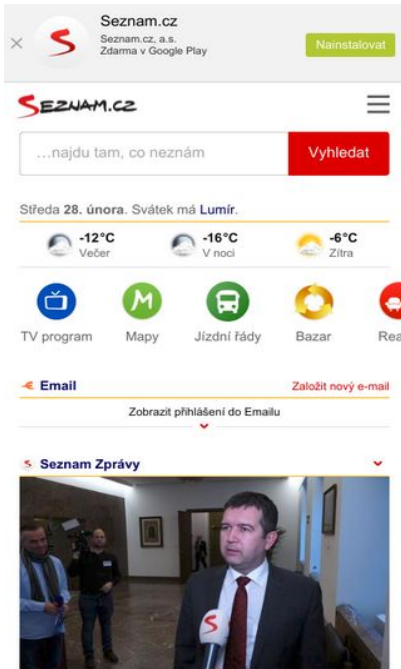 Seznam.cz
Seznam.cz, a.s.
Zdarma v Google Play
Nainstalovat
SEZNAM.CZ
...najdu tam, co neznám
Vyhledat
Středa 28. února. Svátek má Lumír.
-12°C
Večer
-16°C
V noci
-6°C
Zítra
TV program
Mapy
Jízdní řády
Bazar
Rea
Email
Založit nový e-mail
Zobrazit přihlášení do Emailu
Seznam Zprávy